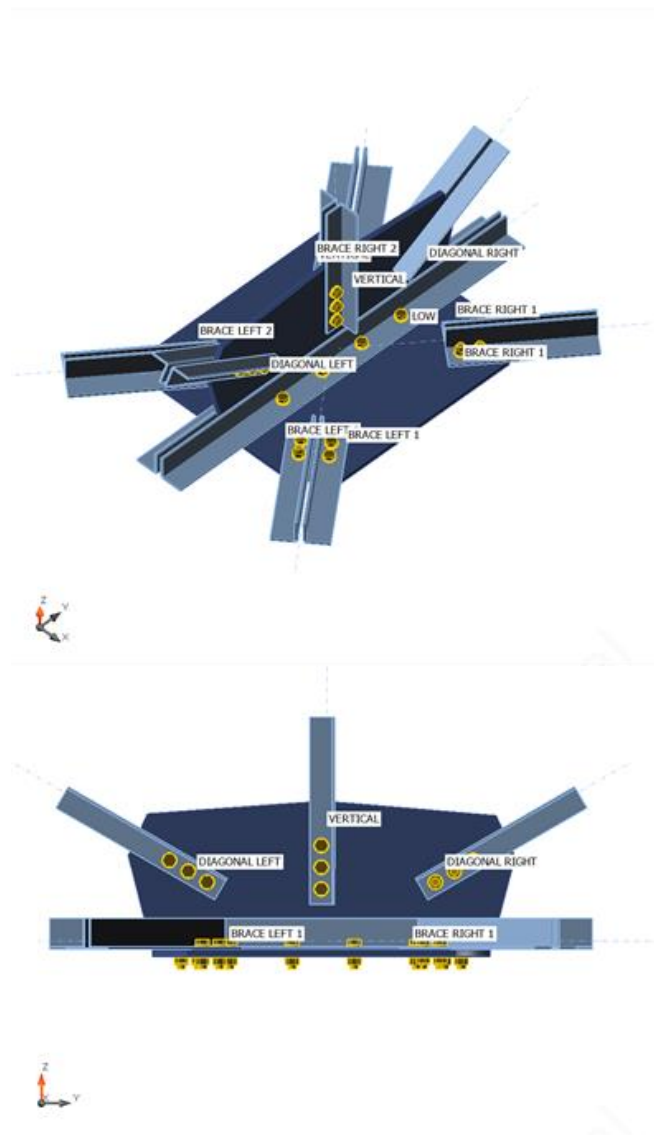 BRACE RIGHT 2
DIAGONAL RIGHT
VERTICAL
BRACE RIGHT 1
LOW
BRACE LEFT 2
BRACE RIGHT 1
DIAGONAL LEFT
BRACE LEFT
BRACE LEFT 1
Z
Y
X
VERTICAL
DIAGONAL LEFT
DIAGONAL RIGHT
BRACE LEFT 1
BRACE RIGHT 1
Z
Y